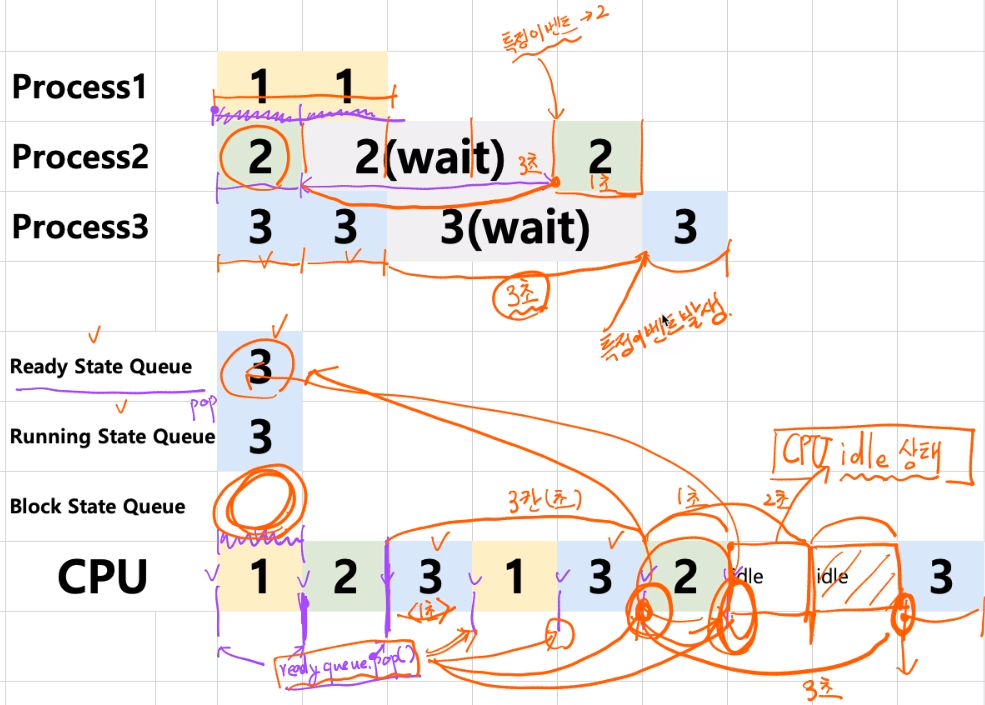 특정이벤트 → 2
Process1
1 1
Process2
2 2(wait) 3초 2
1초
Process3
3 3 3(wait) 3
3초
특정이벤트발생.
Ready State Queue
3
pop
Running State Queue
3
CPU idle 상태
Block State Queue
3칸(초) 1초 2초
CPU
1 2 3 1 3 2 idle idle 3
1초
ready.queue.pop()
3초